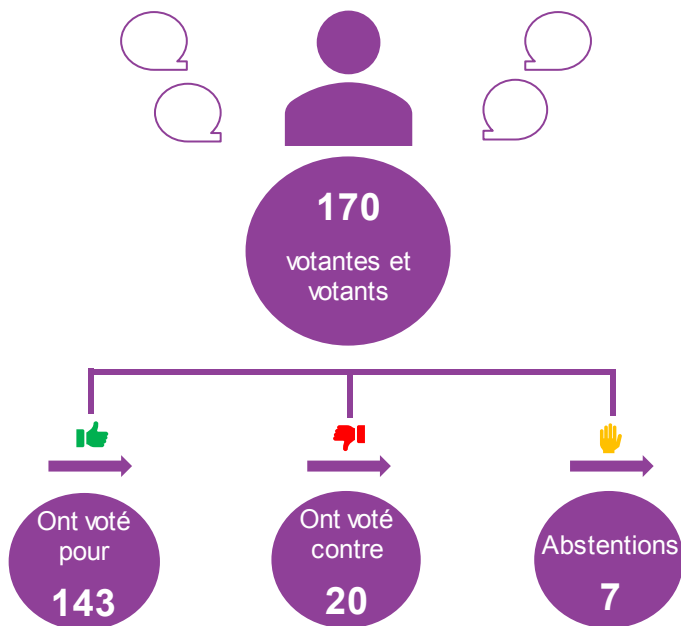 170
votantes et
votants
Ont voté
pour
143
Ont voté
contre
20
Abstentions
7